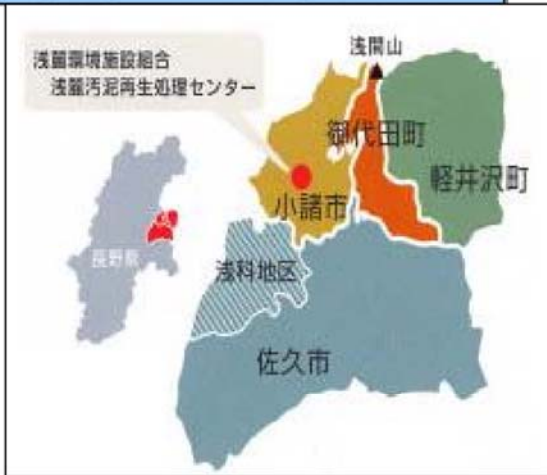 浅麓環境施設組合
浅麓汚泥再生処理センター
浅間山
御代田町
軽井沢町
小諸市
長野県
浅科地区
佐久市